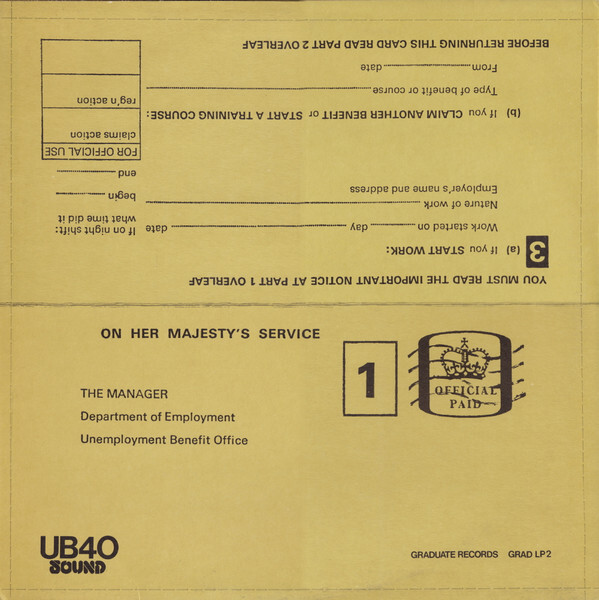 YOU MUST READ THE IMPORTANT NOTICE AT PART 1 OVERLEAF
3 (a) If you START WORK:
Work started on day date
Nature of work
Employer's name and address
If on night shift:
what time did it
begin
end
(b) If you CLAIM ANOTHER BENEFIT or START A TRAINING COURSE:
Type of benefit or course
From date
BEFORE RETURNING THIS CARD READ PART 2 OVERLEAF
FOR OFFICIAL USE
claims action
reg'n action
ON HER MAJESTY'S SERVICE
1
OFFICIAL
PAID
THE MANAGER
Department of Employment
Unemployment Benefit Office
UB40
SOUND
GRADUATE RECORDS GRAD LP2